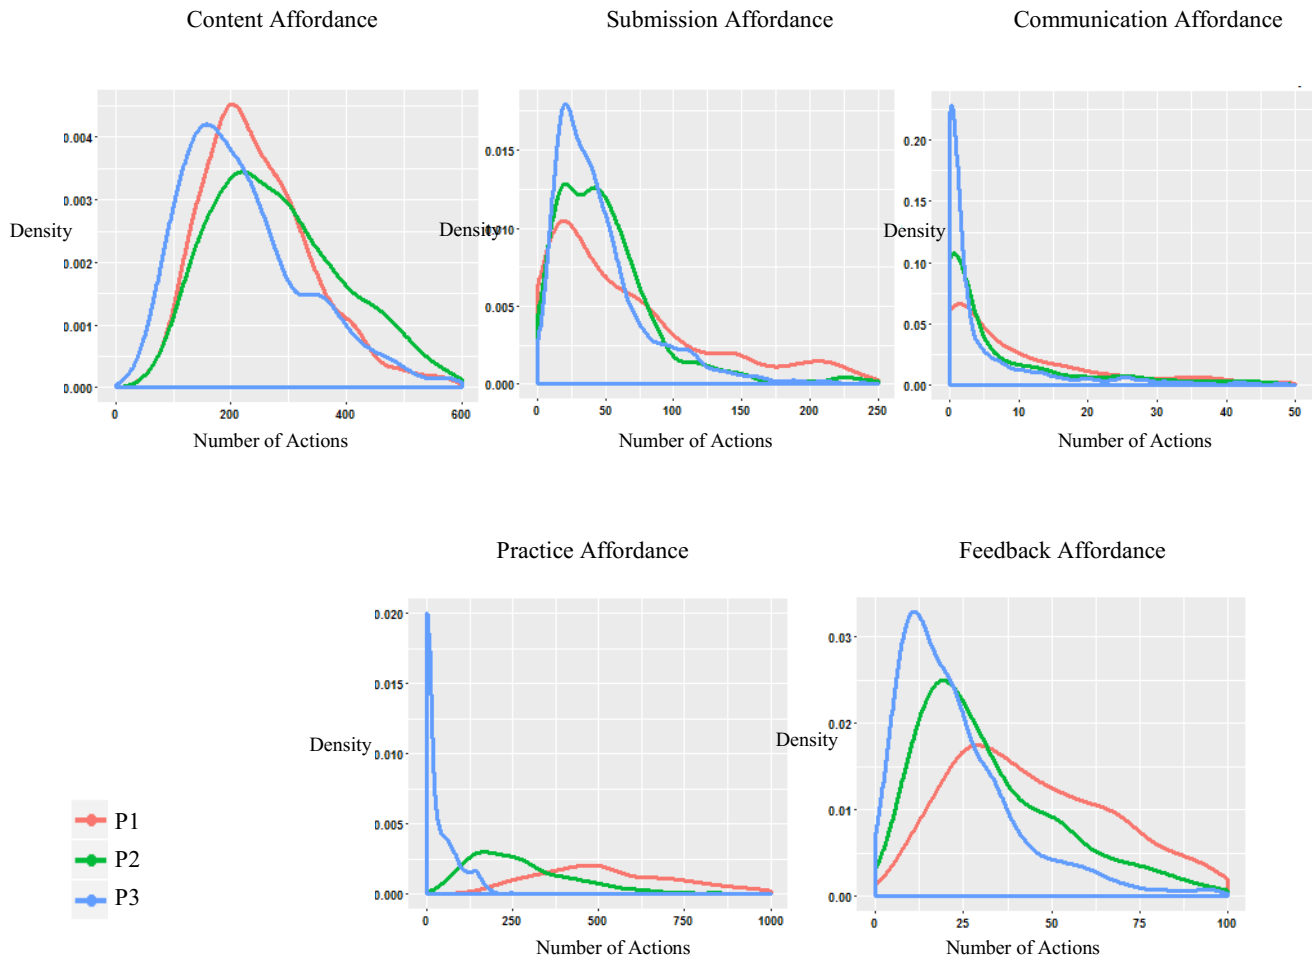 Content Affordance
Submission Affordance
Communication Affordance
0.004
0.003
0.002
0.001
0.000
Density
0
200
400
600
Number of Actions
0.015
0.010
0.005
0.000
Density
0
50
100
150
200
250
Number of Actions
0.20
0.15
0.10
0.05
0.00
Density
0
10
20
30
40
50
Number of Actions
Practice Affordance
Feedback Affordance
0.020
0.015
0.010
0.005
0.000
Density
0
250
500
750
1000
Number of Actions
0.03
0.02
0.01
0.00
Density
0
25
50
75
100
Number of Actions
P1
P2
P3